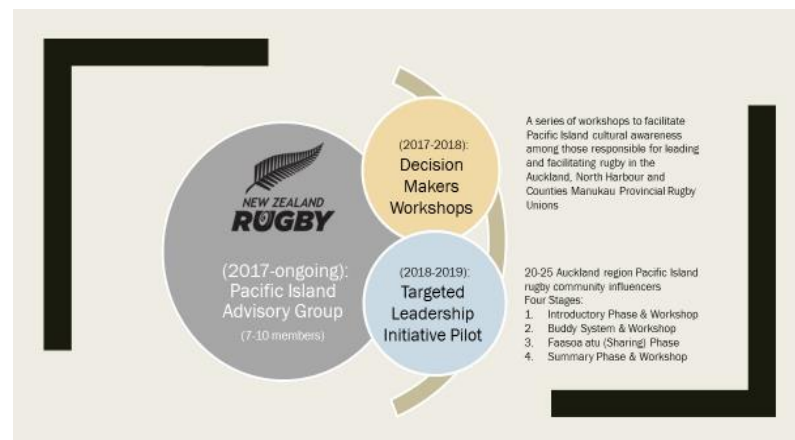 NEW ZEALAND
RUGBY
(2017-ongoing):
Pacific Island
Advisory Group
(7-10 members)
(2017-2018):
Decision
Makers
Workshops
(2018-2019):
Targeted
Leadership
Initiative Pilot
A series of workshops to facilitate
Pacific Island cultural awareness
among those responsible for leading
and facilitating rugby in the
Auckland, North Harbour and
Counties Manukau Provincial Rugby
Unions
20-25 Auckland region Pacific Island
rugby community influencers
Four Stages:
1. Introductory Phase & Workshop
2. Buddy System & Workshop
3. Faasoa atu (Sharing) Phase
4. Summary Phase & Workshop